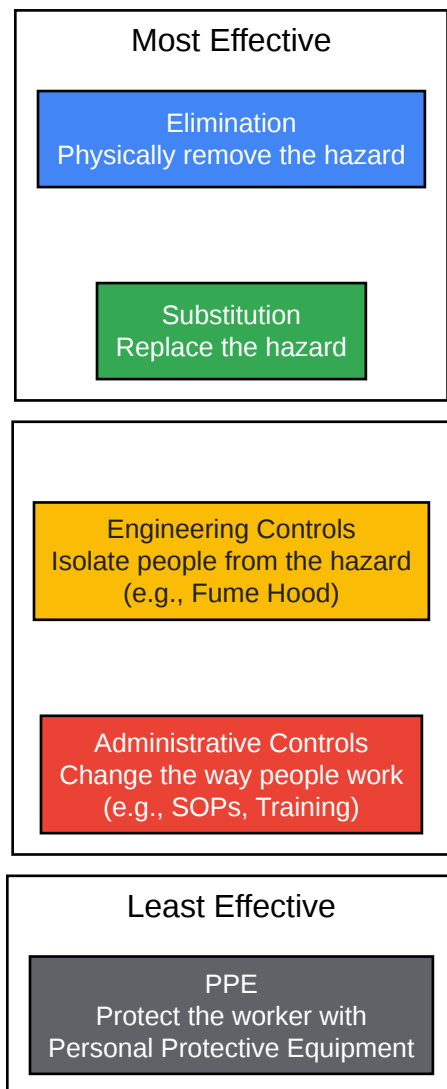 Most Effective
Elimination
Physically remove the hazard
Substitution
Replace the hazard
Engineering Controls
Isolate people from the hazard
(e.g., Fume Hood)
Administrative Controls
Change the way people work
(e.g., SOPs, Training)
Least Effective
PPE
Protect the worker with
Personal Protective Equipment